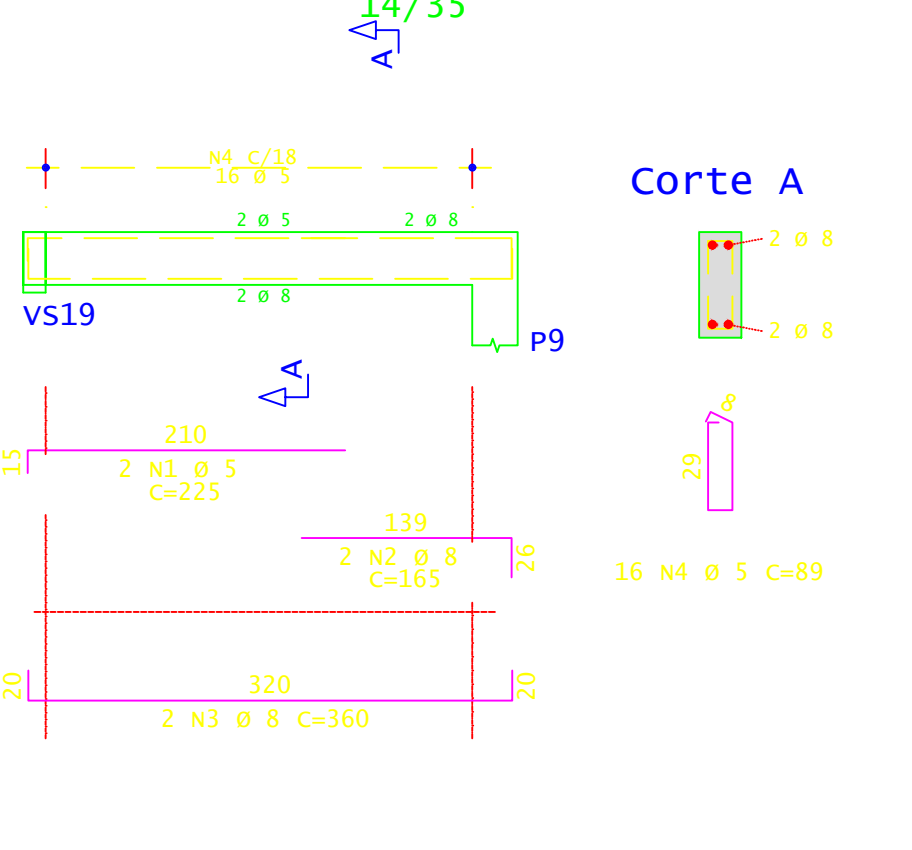 14/35
A
N4 C/18
16 Ø 5
Corte A
2 Ø 5
2 Ø 8
2 Ø 8
2 Ø 8
VS19
P9
2 Ø 8
A
8
210
15
2 N1 Ø 5
C=225
29
139
2 N2 Ø 8
C=165
26
16 N4 Ø 5 C=89
20
320
20
2 N3 Ø 8 C=360